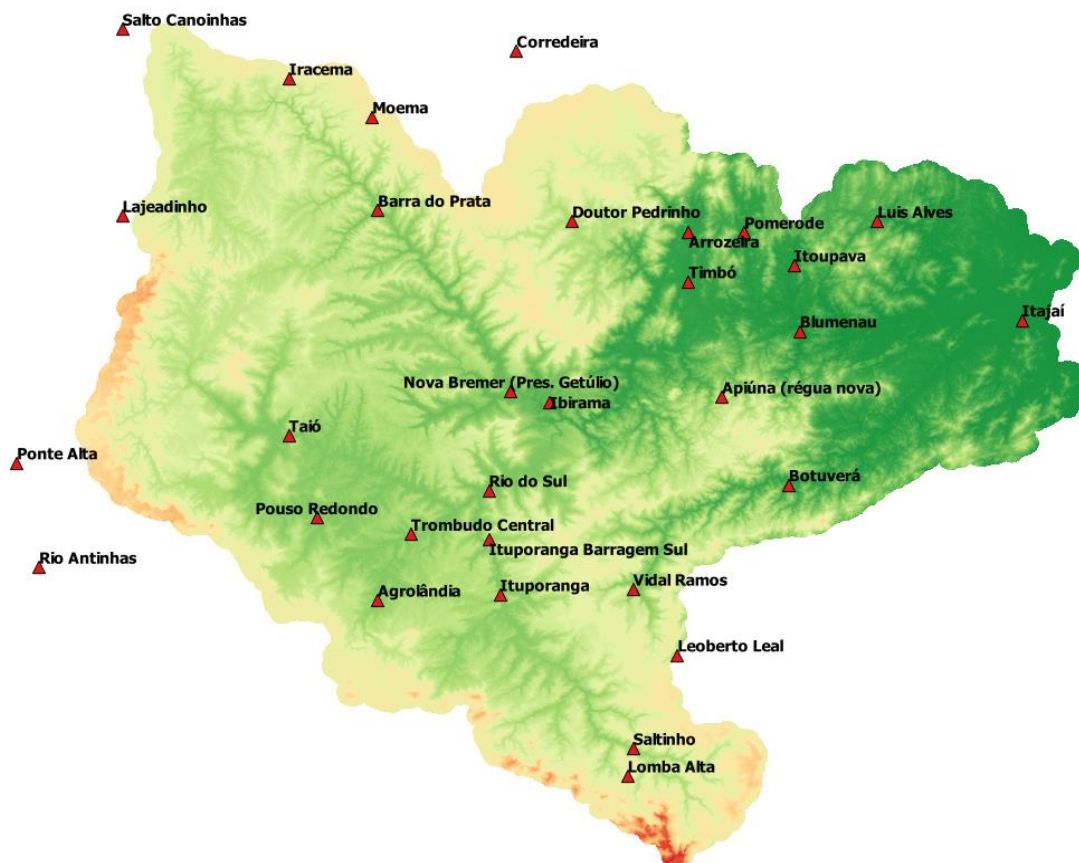 Salto Canoinhas
Corredeira
Iracema
Moema
Lajeadinho
Barra do Prata
Doutor Pedrinho
Arrozeira
Pomerode
Luis Alves
Itoupava
Timbó
Itajaí
Blumenau
Nova Bremer (Pres. Getúlio)
Ibirama
Apiúna (régua nova)
Taió
Ponte Alta
Botuverá
Rio do Sul
Pouso Redondo
Trombudo Central
Ituporanga Barragem Sul
Rio Antinhas
Agrolândia
Ituporanga
Vidal Ramos
Leoberto Leal
Saltinho
Lomba Alta